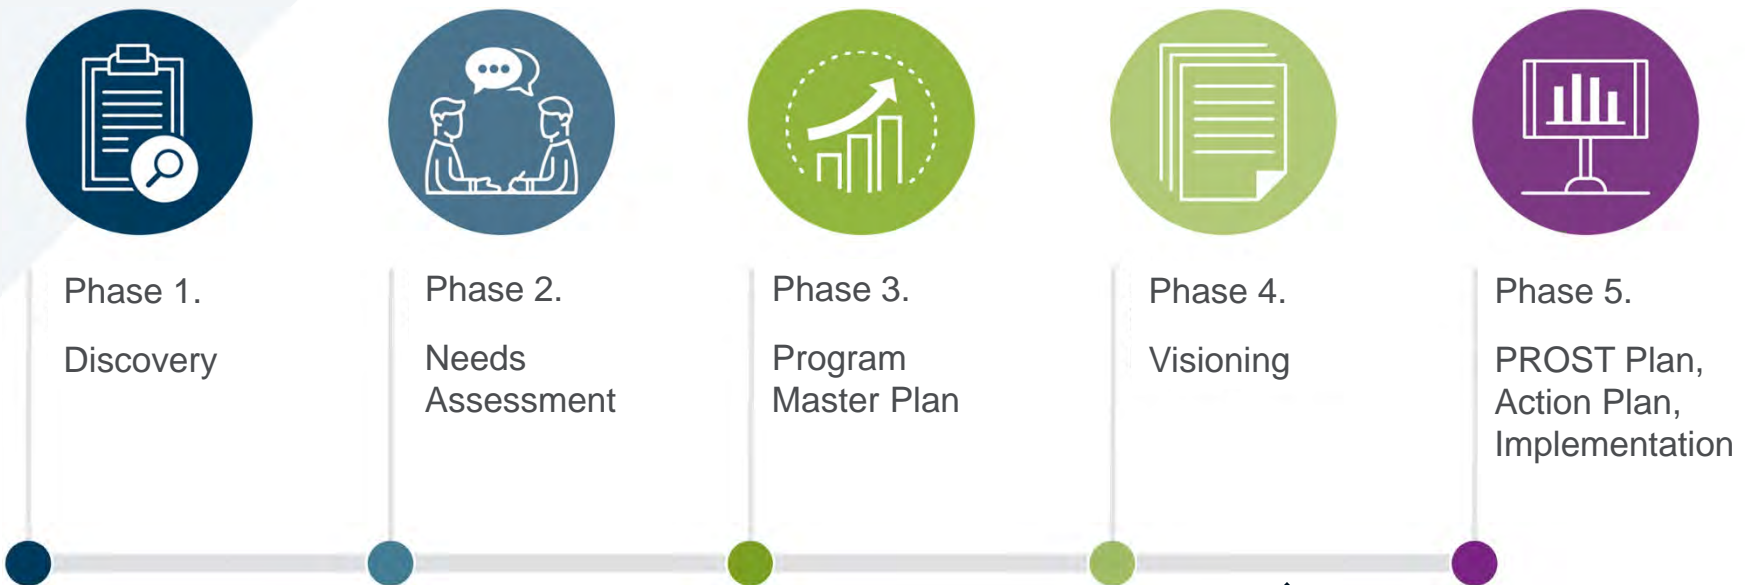 Phase 1.
Discovery
Phase 2.
Needs
Assessment
Phase 3.
Program
Master Plan
Phase 4.
Visioning
Phase 5.
PROST Plan,
Action Plan,
Implementation